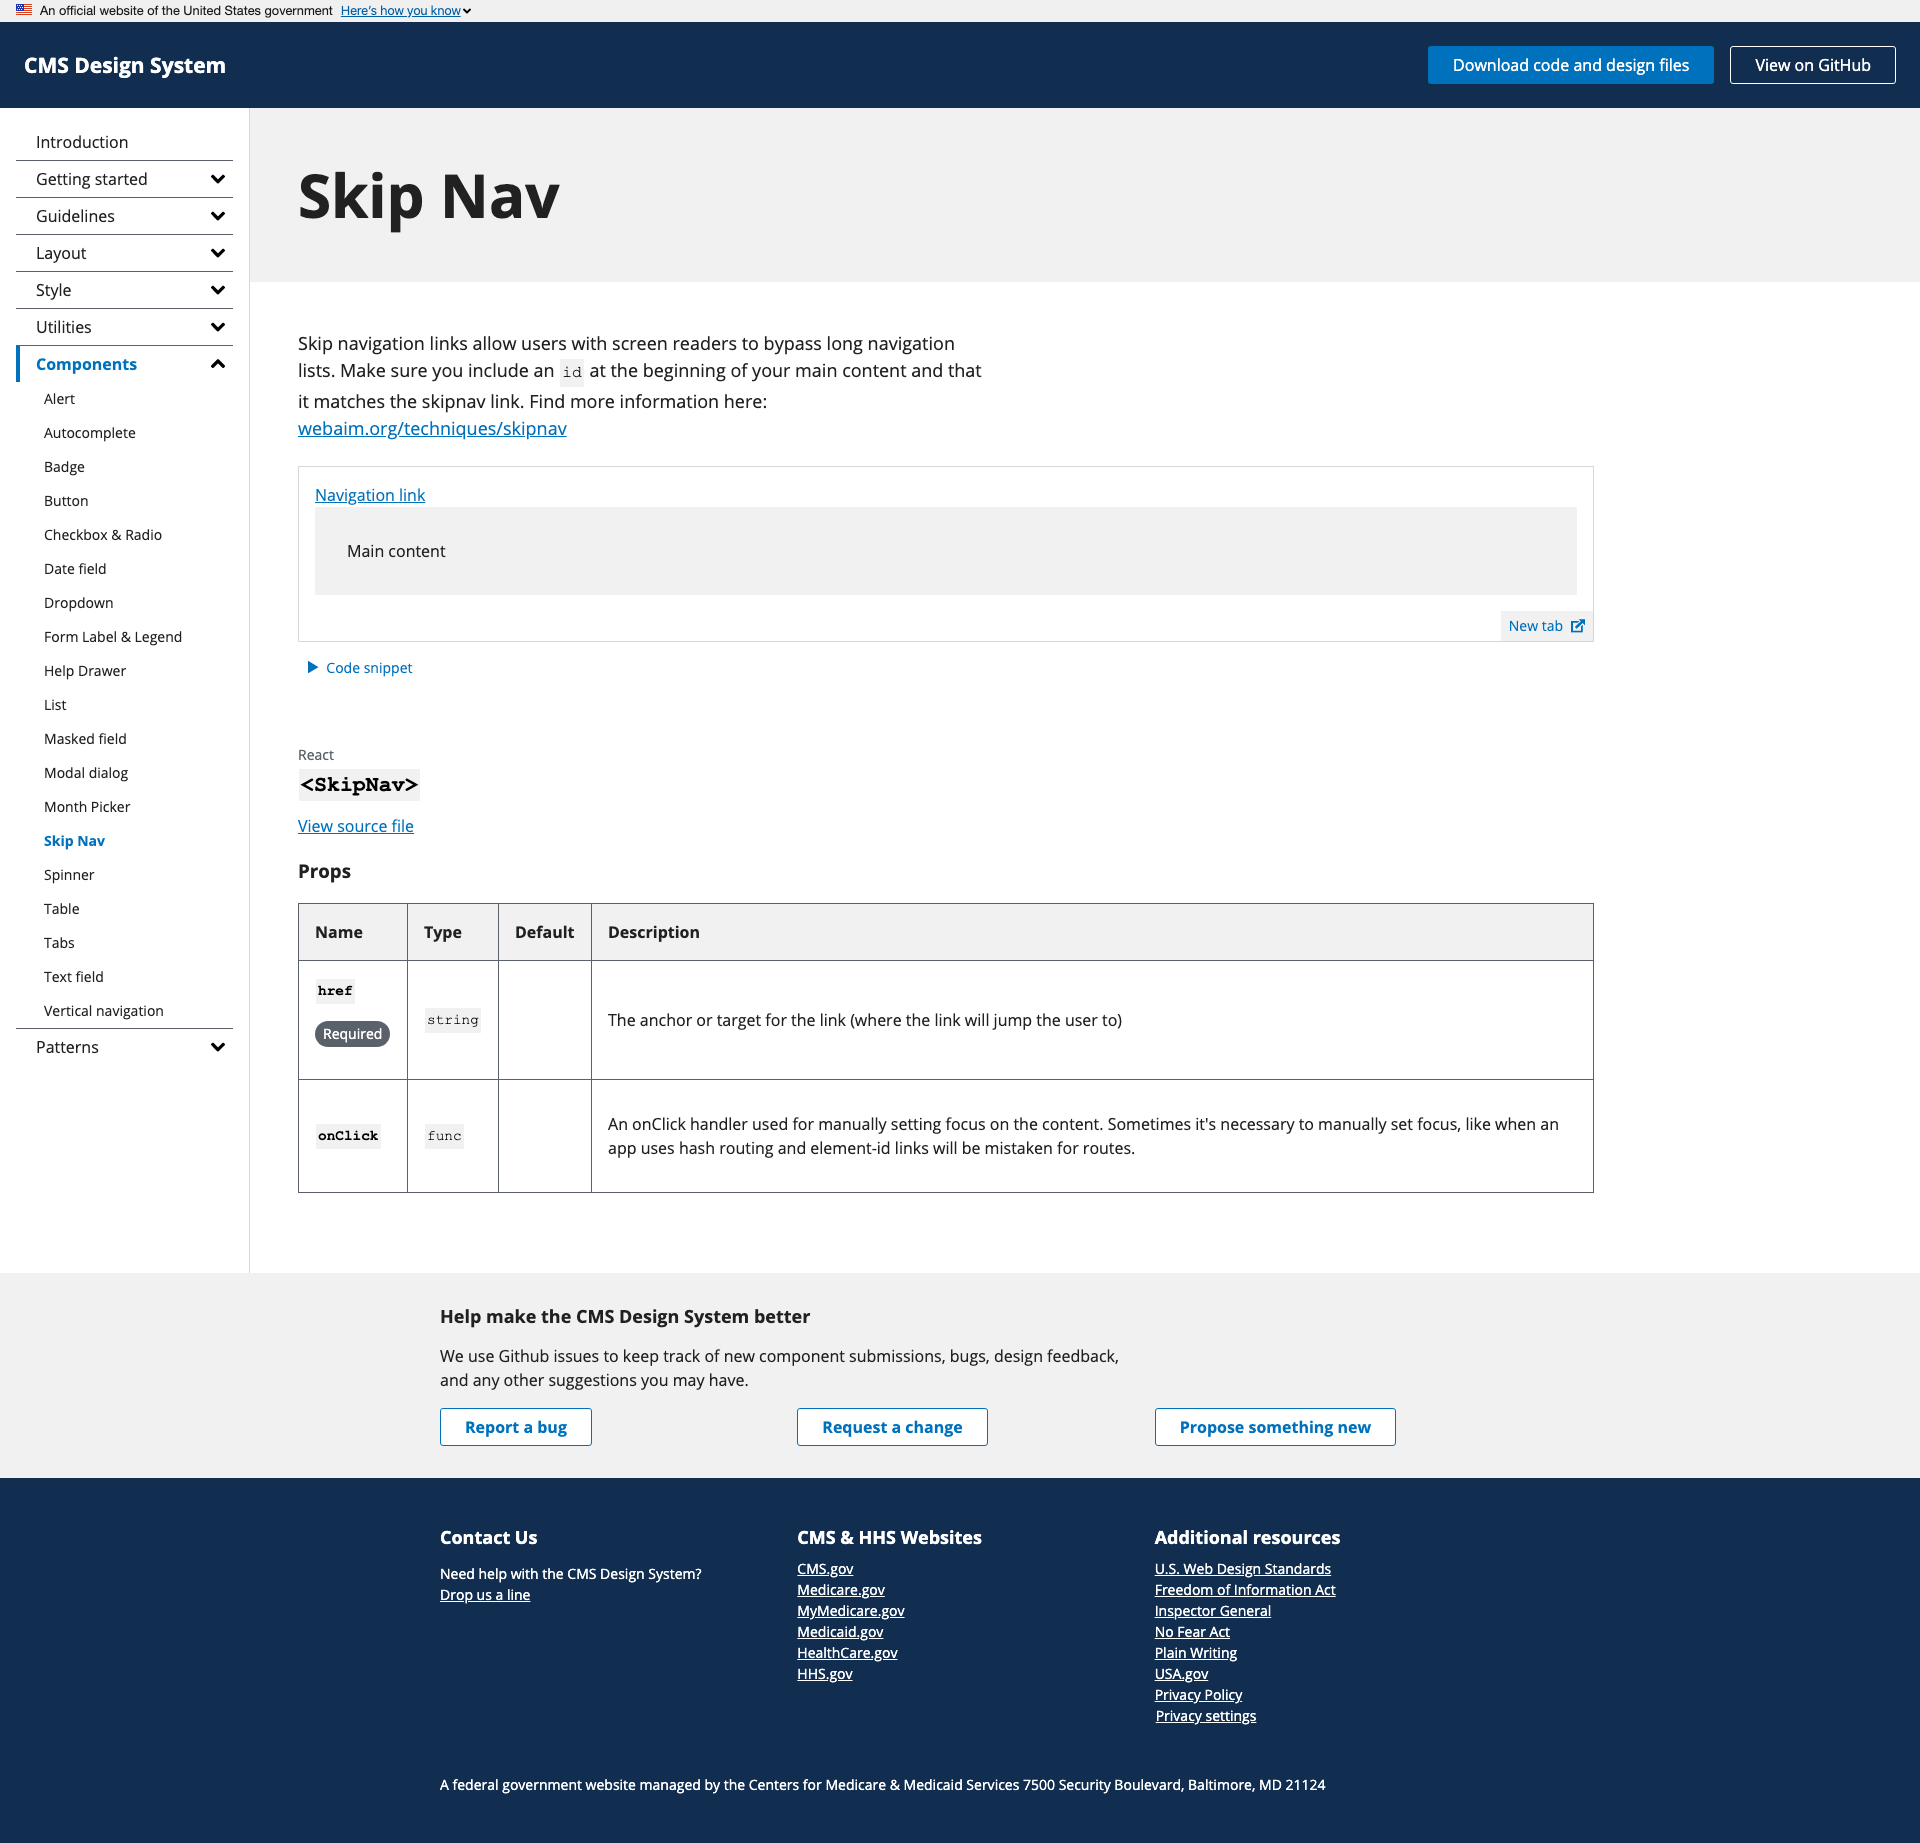 An official website of the United States government Here's how you know
CMS Design System
Download code and design files
View on GitHub
Introduction
Getting started
Guidelines
Layout
Style
Utilities
Components
Alert
Autocomplete
Badge
Button
Checkbox & Radio
Date field
Dropdown
Form Label & Legend
Help Drawer
List
Masked field
Modal dialog
Month Picker
Skip Nav
Spinner
Table
Tabs
Text field
Vertical navigation
Patterns
Skip Nav
Skip navigation links allow users with screen readers to bypass long navigation
lists. Make sure you include an id at the beginning of your main content and that
it matches the skipnav link. Find more information here:
webaim.org/techniques/skipnav
Navigation link
Main content
New tab
Code snippet
React
<SkipNav>
View source file
Props
Name Type Default Description
href
Required
string
The anchor or target for the link (where the link will jump the user to)
onClick
func
An onClick handler used for manually setting focus on the content. Sometimes it's necessary to manually set focus, like when an
app uses hash routing and element-id links will be mistaken for routes.
Help make the CMS Design System better
We use Github issues to keep track of new component submissions, bugs, design feedback,
and any other suggestions you may have.
Report a bug
Request a change
Propose something new
Contact Us
Need help with the CMS Design System?
Drop us a line
CMS & HHS Websites
CMS.gov
Medicare.gov
MyMedicare.gov
Medicaid.gov
HealthCare.gov
HHS.gov
Additional resources
U.S. Web Design Standards
Freedom of Information Act
Inspector General
No Fear Act
Plain Writing
USA.gov
Privacy Policy
Privacy settings
A federal government website managed by the Centers for Medicare & Medicaid Services 7500 Security Boulevard, Baltimore, MD 21124